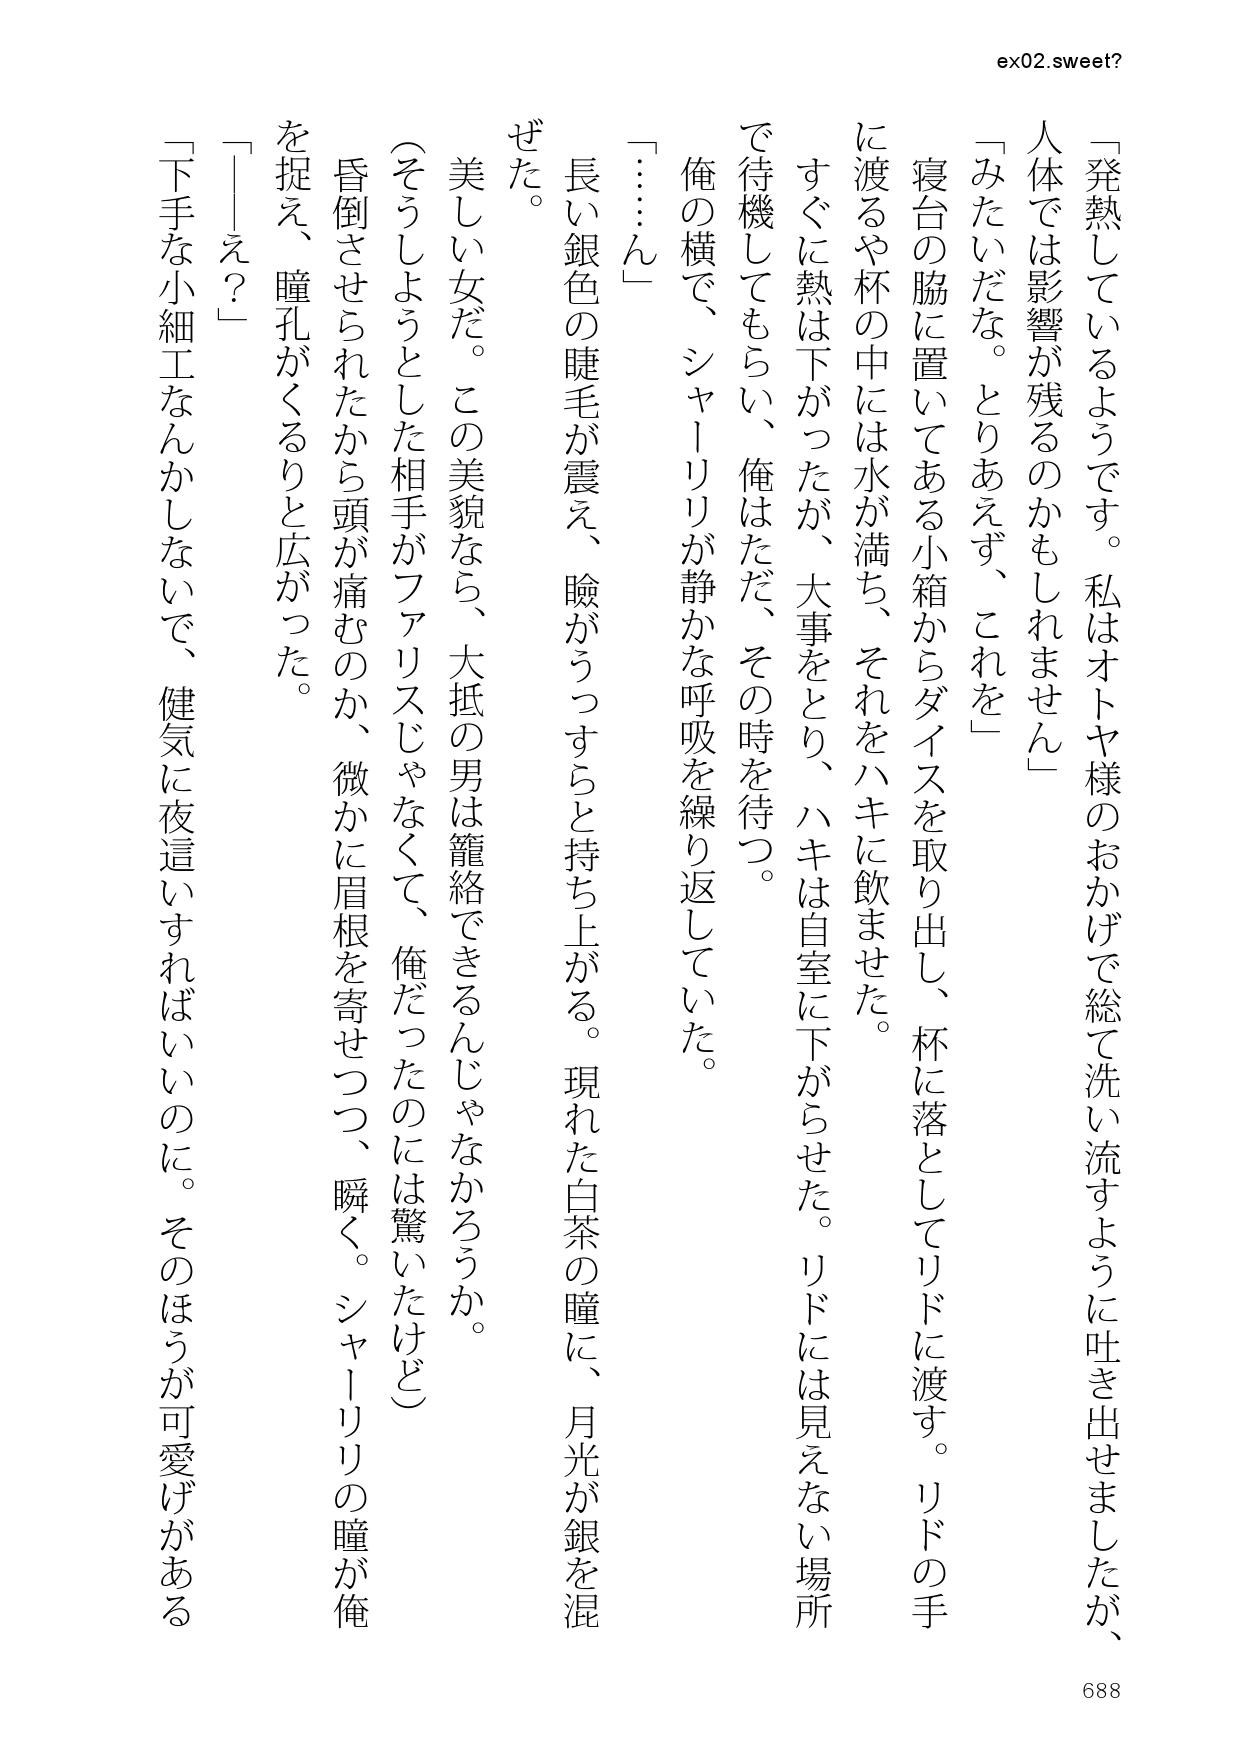 ex02.sweet?
「発熱しているようです。私はオトヤ様のおかげで総て洗い流すように吐き出せましたが、
人体では影響が残るのかもしれません」
「みたいだな。とりあえず、これを」
　寝台の脇に置いてある小箱からダイスを取り出し、杯に落としてリドに渡す。リドの手
に渡るや杯の中には水が満ち、それをハキに飲ませた。
　すぐに熱は下がったが、大事をとり、ハキは自室に下がらせた。リドには見えない場所
で待機してもらい、俺はただ、その時を待つ。
　俺の横で、シャーリリが静かな呼吸を繰り返していた。
「……ん」
　長い銀色の睫毛が震え、瞼がうっすらと持ち上がる。現れた白茶の瞳に、月光が銀を混
ぜた。
　美しい女だ。この美貌なら、大抵の男は籠絡できるんじゃなかろうか。
（そうしようとした相手がファリスじゃなくて、俺だったのには驚いたけど）
　昏倒させられたから頭が痛むのか、微かに眉根を寄せつつ、瞬く。シャーリリの瞳が俺
を捉え、瞳孔がくるりと広がった。
「――え？」
「下手な小細工なんかしないで、健気に夜這いすればいいのに。そのほうが可愛げがある
688